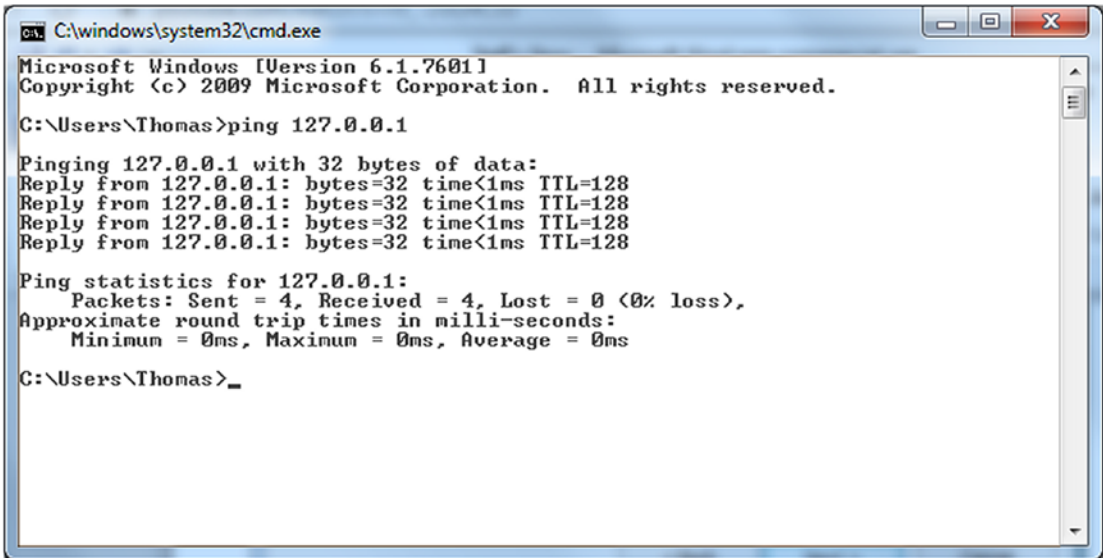 C:\windows\system32\cmd.exe
Microsoft Windows [Version 6.1.7601]
Copyright (c) 2009 Microsoft Corporation.  All rights reserved.
C:\Users\Thomas>ping 127.0.0.1
Pinging 127.0.0.1 with 32 bytes of data:
Reply from 127.0.0.1: bytes=32 time<1ms TTL=128
Reply from 127.0.0.1: bytes=32 time<1ms TTL=128
Reply from 127.0.0.1: bytes=32 time<1ms TTL=128
Reply from 127.0.0.1: bytes=32 time<1ms TTL=128
Ping statistics for 127.0.0.1:
    Packets: Sent = 4, Received = 4, Lost = 0 (0% loss),
Approximate round trip times in milli-seconds:
    Minimum = 0ms, Maximum = 0ms, Average = 0ms
C:\Users\Thomas>_